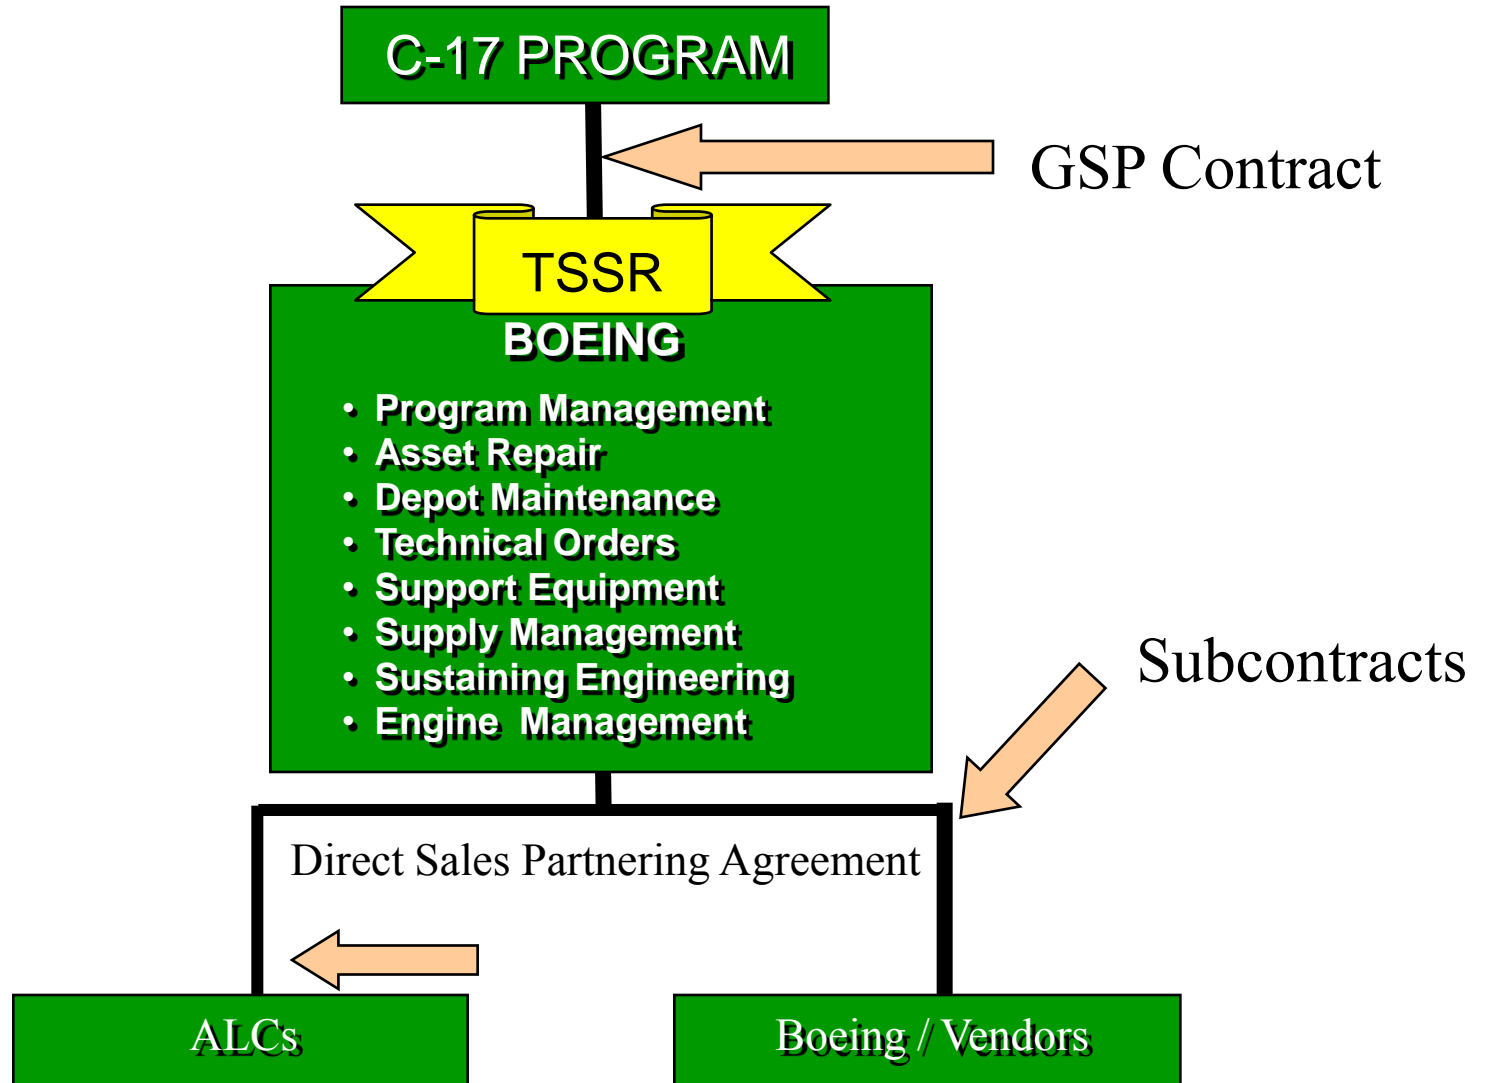 C-17 PROGRAM
GSP Contract
TSSR
BOEING
• Program Management
• Asset Repair
• Depot Maintenance
• Technical Orders
• Support Equipment
• Supply Management
• Sustaining Engineering
• Engine  Management
Subcontracts
Direct Sales Partnering Agreement
ALCs
Boeing / Vendors